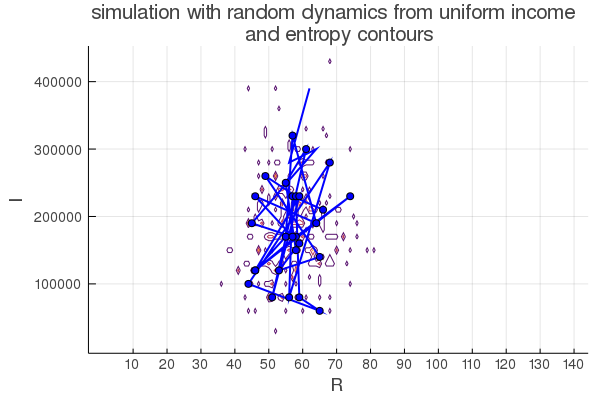 simulation with random dynamics from uniform income
and entropy contours
400000
300000
200000
100000
I
10 20 30 40 50 60 70 80 90 100 110 120 130 140
R